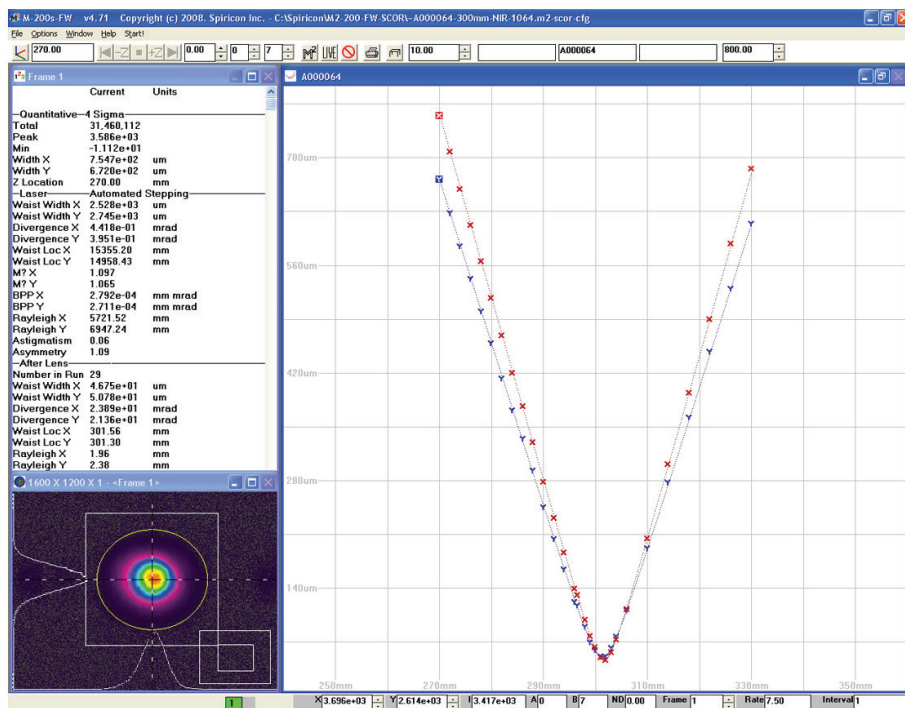 M-200s-FW v4.71 Copyright (c) 2008. Spiricon Inc. - C:\Spiricon\M2-200-FW-SCOR\~A000064-300mm-NIR-1064.m2-scor-cfg
File Options Window Help Start!
270.00 -Z +Z 0.00 0 7 M² LIVE 10.00 A000064 800.00
Frame 1
Current Units
Quantitative-4 Sigma
Total 31,460,112
Peak 3.586e+03
Min -1.112e+01
Width X 7.547e+02 um
Width Y 6.720e+02 um
Z Location 270.00 mm
Laser Automated Stepping
Waist Width X 2.528e+03 um
Waist Width Y 2.745e+03 um
Divergence X 4.418e-01 mrad
Divergence Y 3.951e-01 mrad
Waist Loc X 15355.20 mm
Waist Loc Y 14958.43 mm
M? X 1.097
M? Y 1.065
BPP X 2.792e-04 mm mrad
BPP Y 2.711e-04 mm mrad
Rayleigh X 5721.52 mm
Rayleigh Y 6947.24 mm
Astigmatism 0.06
Asymmetry 1.09
After Lens
Number in Run 29
Waist Width X 4.675e+01 um
Waist Width Y 5.078e+01 um
Divergence X 2.389e+01 mrad
Divergence Y 2.136e+01 mrad
Waist Loc X 301.56 mm
Waist Loc Y 301.30 mm
Rayleigh X 1.96 mm
Rayleigh Y 2.38 mm
1600 X 1200 X 1 - <Frame 1>
A000064
700um
560um
420um
280um
140um
250mm 270mm 290mm 310mm 330mm 350mm
1 X 3.696e+03 Y 2.614e+03 I 3.417e+03 A 0 B 7 ND 0.00 Frame 1 Rate 7.50 Interval 1